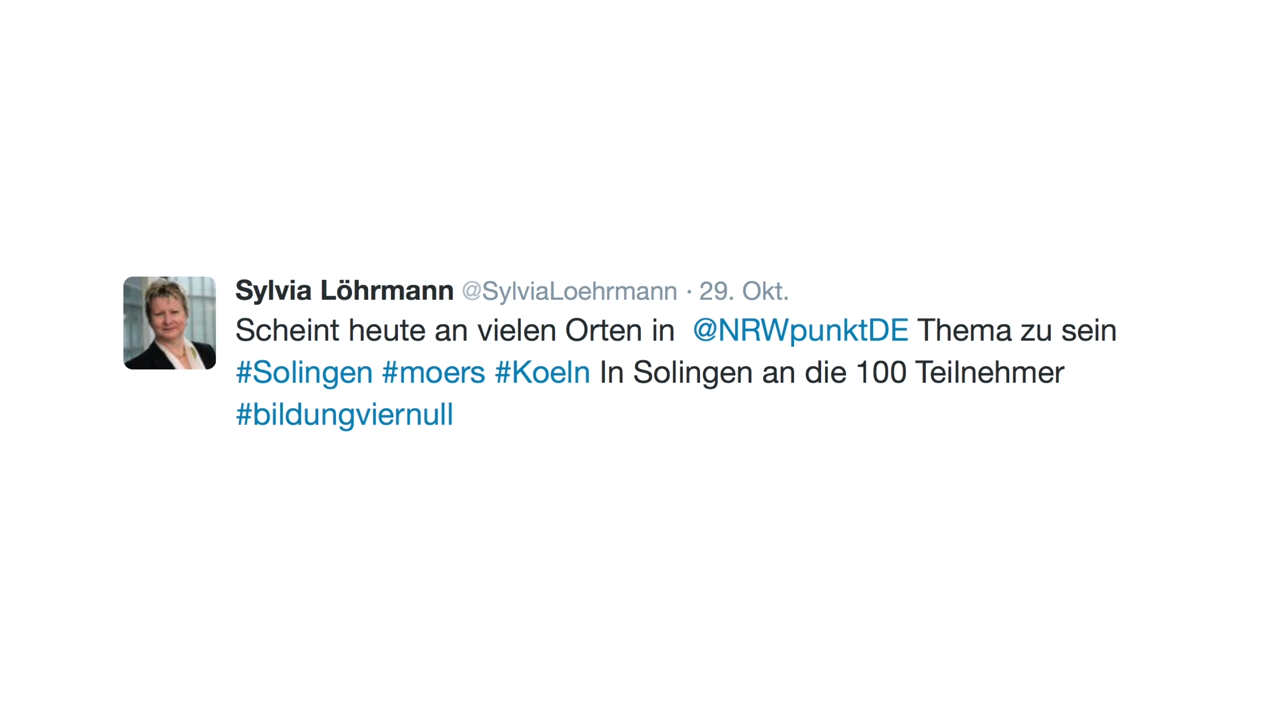 Sylvia Löhrmann @SylviaLoehrmann · 29. Okt.
Scheint heute an vielen Orten in @NRWpunktDE Thema zu sein
#Solingen #moers #Koeln In Solingen an die 100 Teilnehmer
#bildungviernull